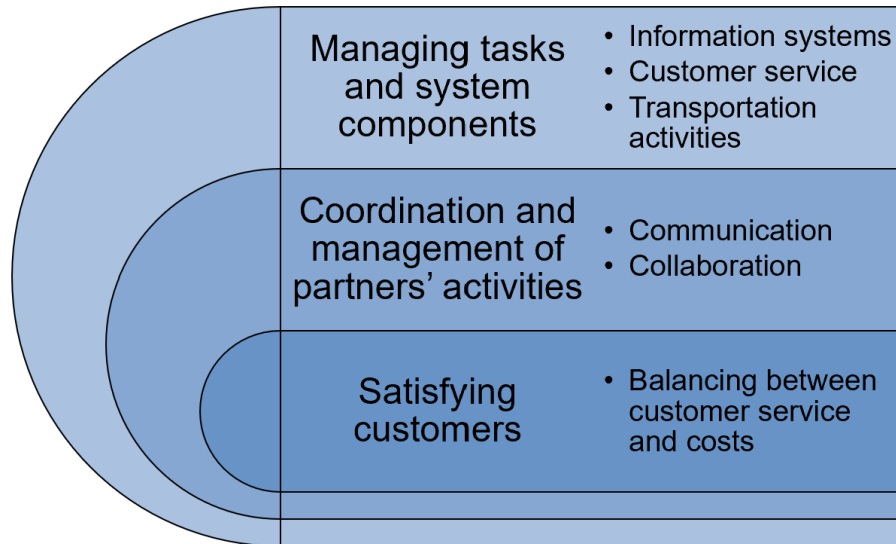 Managing tasks
and system
components
• Information systems
• Customer service
• Transportation
activities
Coordination and
management of
partners’ activities
• Communication
• Collaboration
Satisfying
customers
• Balancing between
customer service
and costs